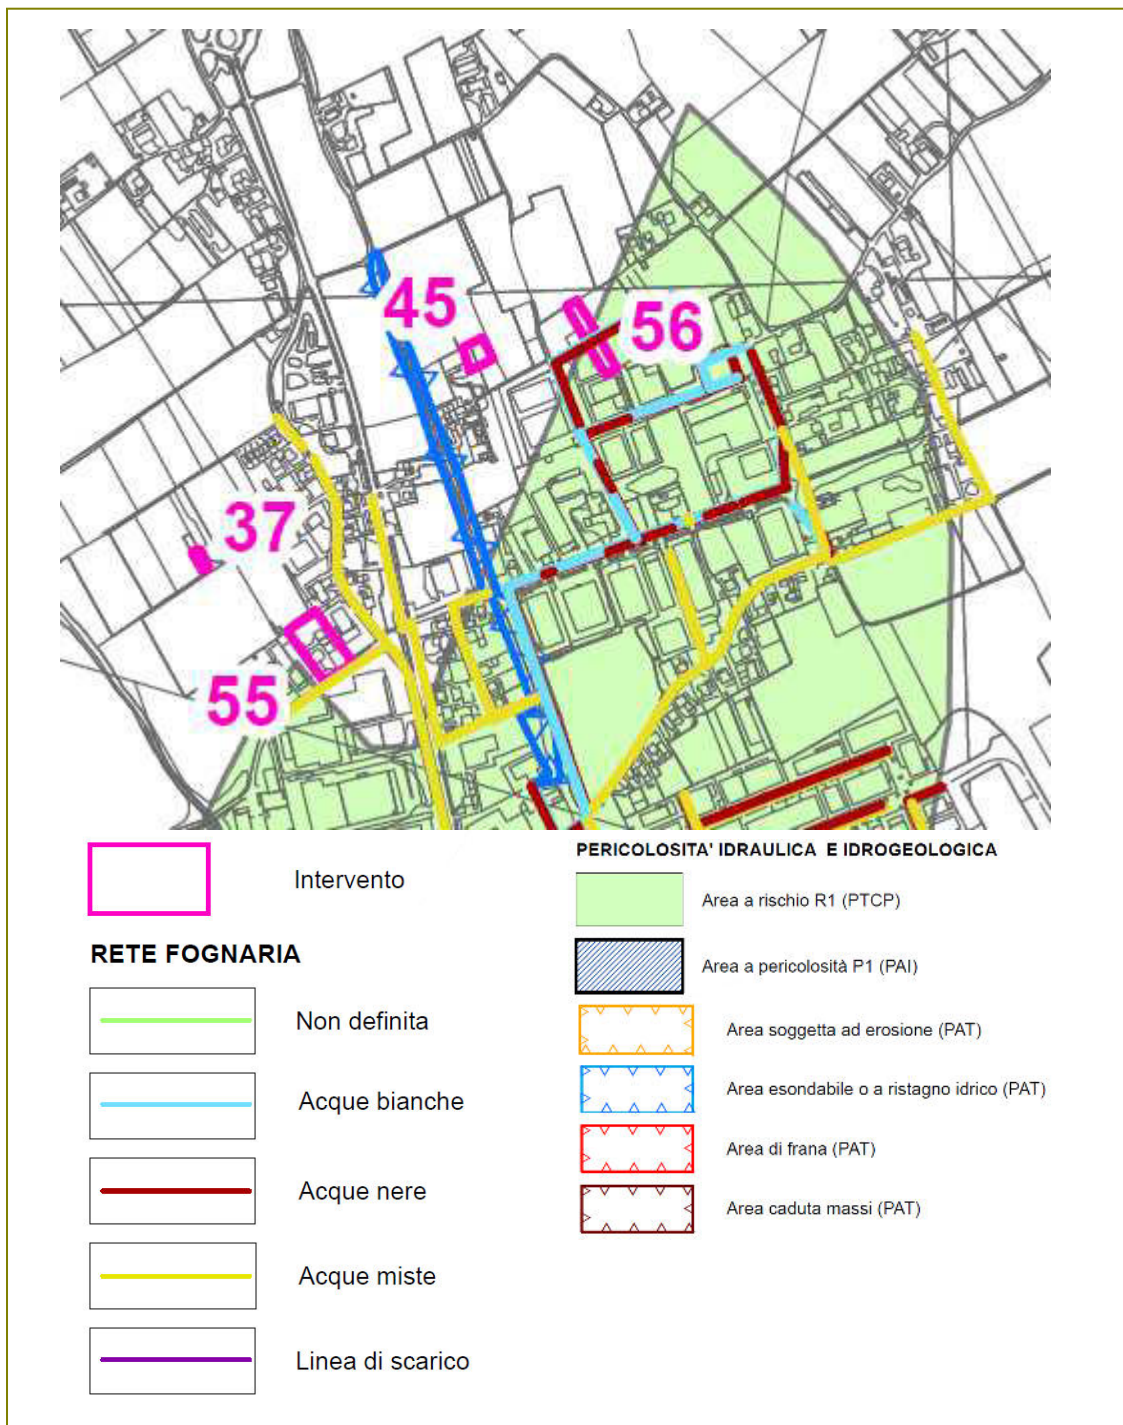 45
56
37
55
Intervento
RETE FOGNARIA
Non definita
Acque bianche
Acque nere
Acque miste
Linea di scarico
PERICOLOSITA' IDRAULICA E IDROGEOLOGICA
Area a rischio R1 (PTCP)
Area a pericolosità P1 (PAI)
Area soggetta ad erosione (PAT)
Area esondabile o a ristagno idrico (PAT)
Area di frana (PAT)
Area caduta massi (PAT)